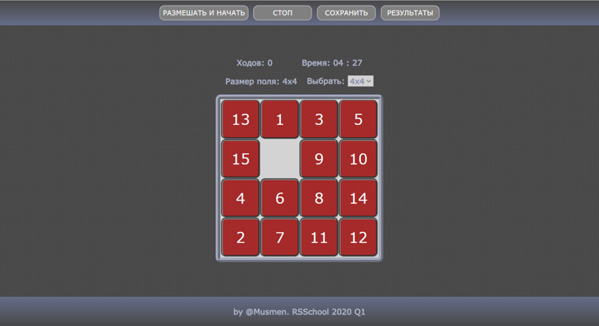 РАЗМЕШАТЬ И НАЧАТЬ СТОП СОХРАНИТЬ РЕЗУЛЬТАТЫ
Ходов: 0 Время: 04 : 27
Размер поля: 4x4 Выбрать: 4x4
13 1 3 5
15 9 10
4 6 8 14
2 7 11 12
by @Musmen. RSSchool 2020 Q1